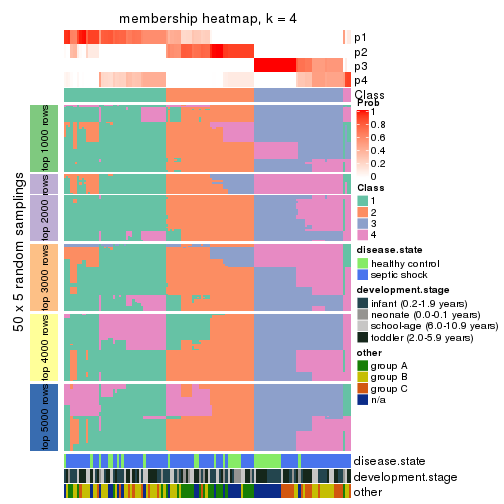 membership heatmap, k = 4
p1
p2
p3
p4
Class
50 x 5 random samplings
top 1000 rows
top 2000 rows
top 3000 rows
top 4000 rows
top 5000 rows
Prob
1
0.8
0.6
0.4
0.2
0
Class
1
2
3
4
disease.state
healthy control
septic shock
development.stage
infant (0.2-1.9 years)
neonate (0.0-0.1 years)
school-age (6.0-10.9 years)
toddler (2.0-5.9 years)
other
group A
group B
group C
n/a
disease.state
development.stage
other